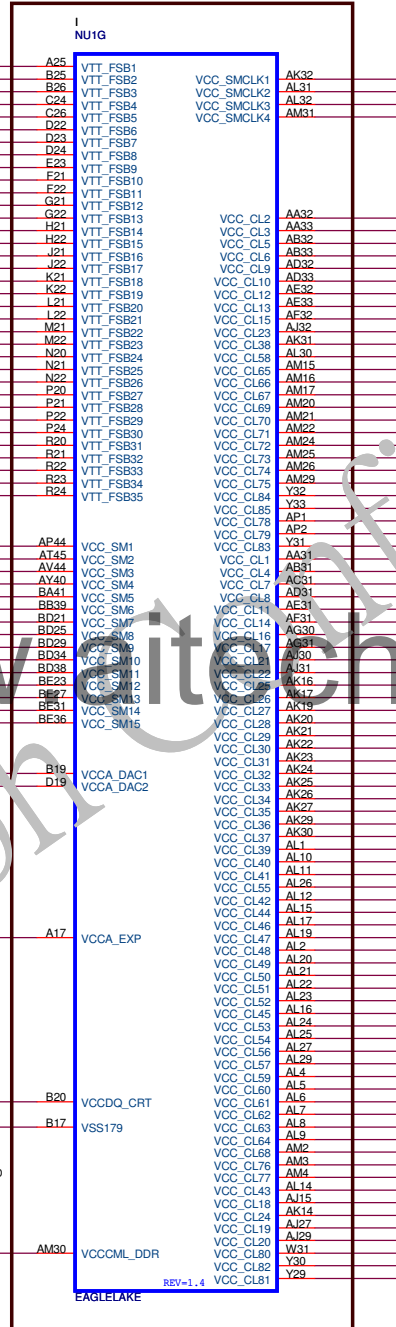 I
NU1G
A25 VTT_FSB1
B25 VTT_FSB2
B26 VTT_FSB3
C24 VTT_FSB4
C26 VTT_FSB5
D22 VTT_FSB6
D23 VTT_FSB7
D24 VTT_FSB8
E23 VTT_FSB9
F21 VTT_FSB10
F22 VTT_FSB11
G21 VTT_FSB12
G22 VTT_FSB13
H21 VTT_FSB14
H22 VTT_FSB15
J21 VTT_FSB16
J22 VTT_FSB17
K21 VTT_FSB18
K22 VTT_FSB19
L21 VTT_FSB20
L22 VTT_FSB21
M21 VTT_FSB22
M22 VTT_FSB23
N20 VTT_FSB24
N21 VTT_FSB25
N22 VTT_FSB26
P20 VTT_FSB27
P21 VTT_FSB28
P22 VTT_FSB29
P24 VTT_FSB30
R20 VTT_FSB31
R21 VTT_FSB32
R22 VTT_FSB33
R23 VTT_FSB34
R24 VTT_FSB35
AP44 VCC_SM1
AT45 VCC_SM2
AV44 VCC_SM3
AY40 VCC_SM4
BA41 VCC_SM5
BB39 VCC_SM6
BD21 VCC_SM7
BD25 VCC_SM8
BD29 VCC_SM9
BD34 VCC_SM10
BD38 VCC_SM11
BE23 VCC_SM12
BE27 VCC_SM13
BE31 VCC_SM14
BE36 VCC_SM15
B19 VCCA_DAC1
D19 VCCA_DAC2
A17 VCCA_EXP
B20 VCCDQ_CRT
B17 VSS179
AM30 VCCCML_DDR
VCC_SMCLK1 AK32
VCC_SMCLK2 AL31
VCC_SMCLK3 AL32
VCC_SMCLK4 AM31
VCC_CL2 AA32
VCC_CL3 AA33
VCC_CL5 AB32
VCC_CL6 AB33
VCC_CL9 AD32
VCC_CL10 AD33
VCC_CL12 AE32
VCC_CL13 AE33
VCC_CL15 AF32
VCC_CL23 AJ32
VCC_CL38 AK31
VCC_CL58 AL30
VCC_CL65 AM15
VCC_CL66 AM16
VCC_CL67 AM17
VCC_CL69 AM20
VCC_CL70 AM21
VCC_CL71 AM22
VCC_CL72 AM24
VCC_CL73 AM25
VCC_CL74 AM26
VCC_CL75 AM29
VCC_CL84 Y32
VCC_CL85 Y33
VCC_CL78 AP1
VCC_CL79 AP2
VCC_CL83 Y31
VCC_CL1 AA31
VCC_CL4 AB31
VCC_CL7 AC31
VCC_CL8 AD31
VCC_CL11 AE31
VCC_CL14 AF31
VCC_CL16 AG30
VCC_CL17 AG31
VCC_CL21 AJ30
VCC_CL22 AJ31
VCC_CL25 AK16
VCC_CL26 AK17
VCC_CL27 AK19
VCC_CL28 AK20
VCC_CL29 AK21
VCC_CL30 AK22
VCC_CL31 AK23
VCC_CL32 AK24
VCC_CL33 AK25
VCC_CL34 AK26
VCC_CL35 AK27
VCC_CL36 AK29
VCC_CL37 AK30
VCC_CL39 AL1
VCC_CL40 AL10
VCC_CL41 AL11
VCC_CL55 AL26
VCC_CL42 AL12
VCC_CL44 AL15
VCC_CL46 AL17
VCC_CL47 AL19
VCC_CL48 AL2
VCC_CL49 AL20
VCC_CL50 AL21
VCC_CL51 AL22
VCC_CL52 AL23
VCC_CL45 AL16
VCC_CL53 AL24
VCC_CL54 AL25
VCC_CL56 AL27
VCC_CL57 AL29
VCC_CL59 AL4
VCC_CL60 AL5
VCC_CL61 AL6
VCC_CL62 AL7
VCC_CL63 AL8
VCC_CL64 AL9
VCC_CL68 AM2
VCC_CL76 AM3
VCC_CL77 AM4
VCC_CL43 AL14
VCC_CL18 AJ15
VCC_CL24 AK14
VCC_CL19 AJ27
VCC_CL20 AJ29
VCC_CL80 W31
VCC_CL82 Y30
VCC_CL81 Y29
REV=1.4
EAGLELAKE